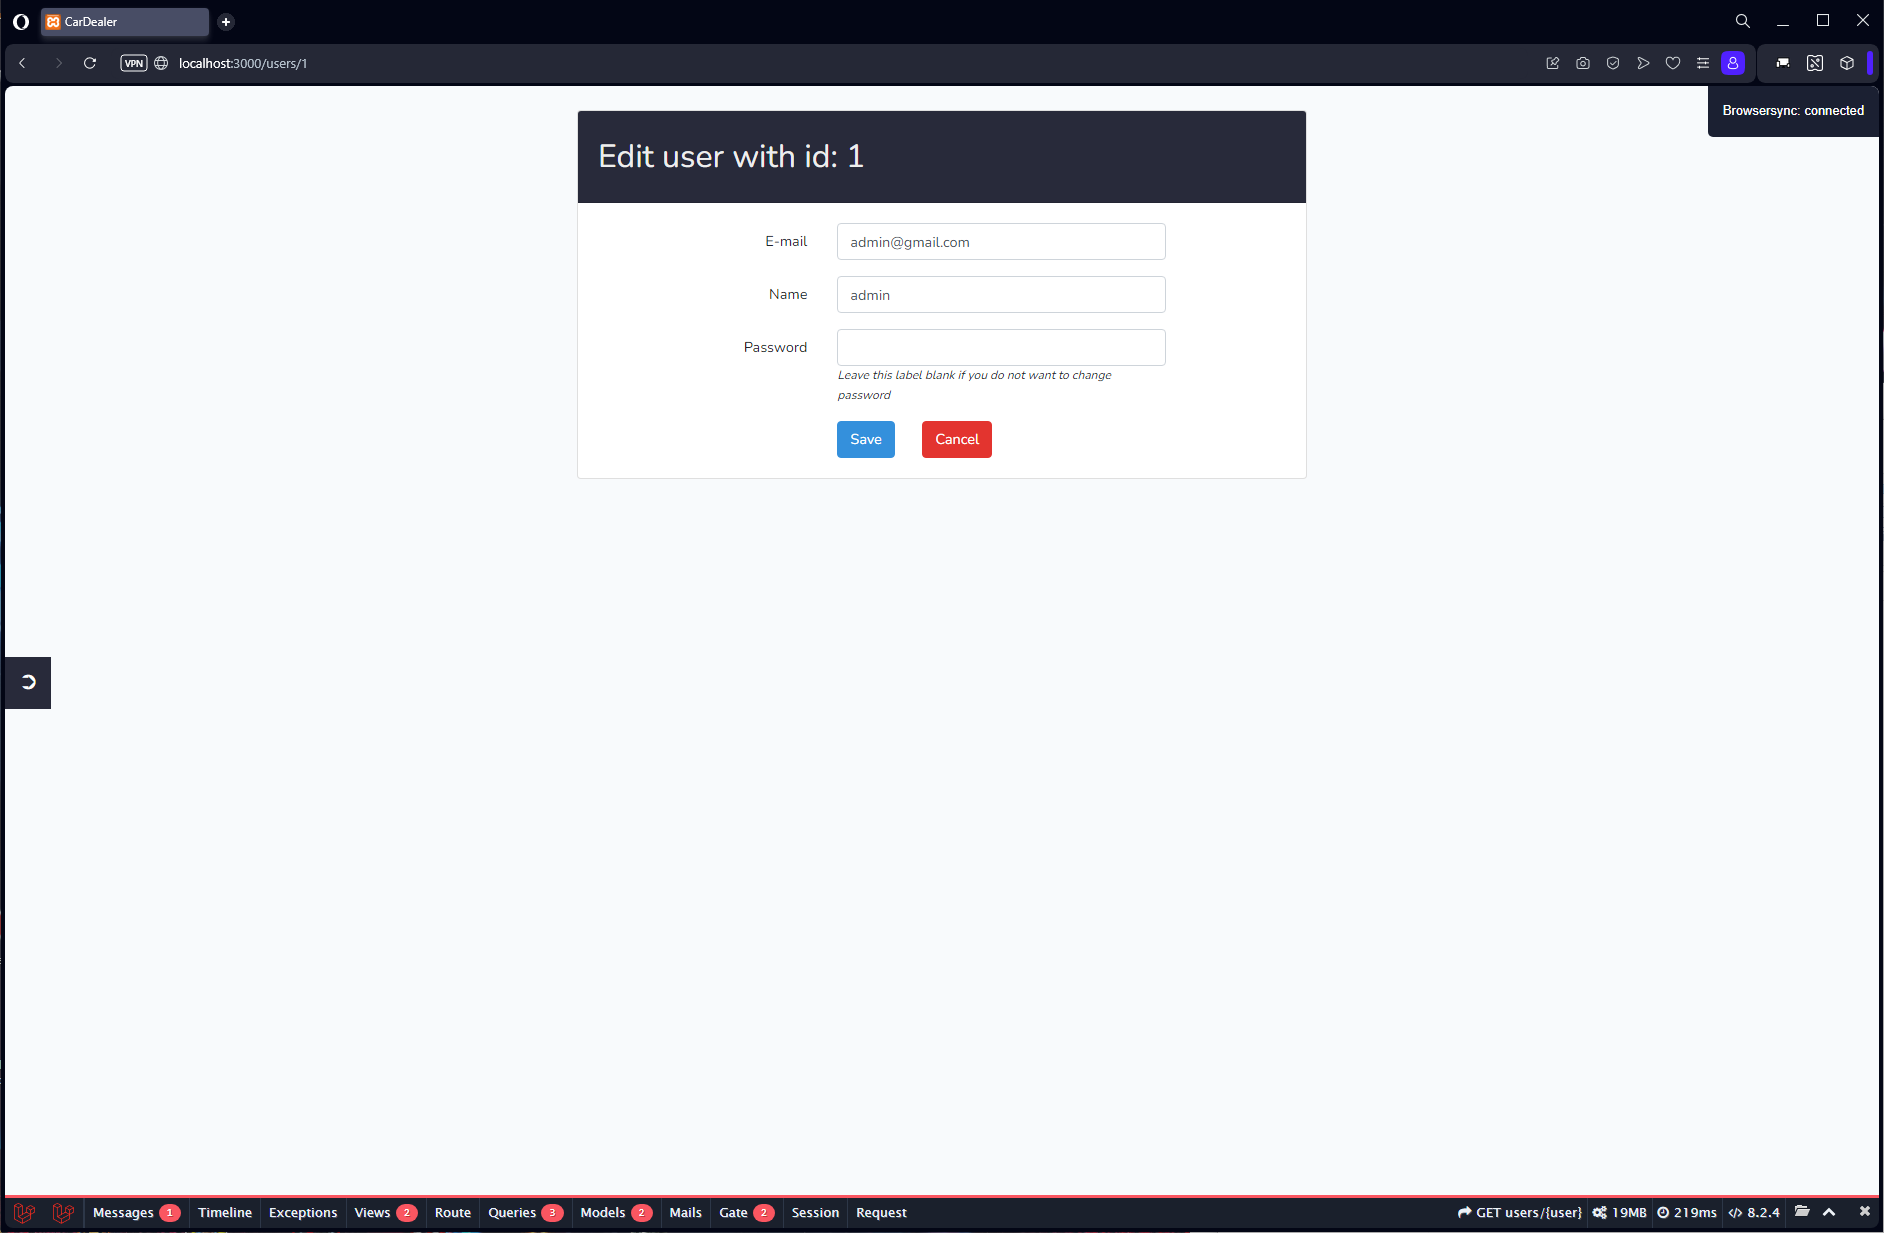 CarDealer
VPN localhost:3000/users/1
Browsersync: connected
Edit user with id: 1
E-mail admin@gmail.com
Name admin
Password
Leave this label blank if you do not want to change
password
Save Cancel
Messages 1 Timeline Exceptions Views 2 Route Queries 3 Models 2 Mails Gate 2 Session Request GET users/{user} 19MB 219ms 8.2.4